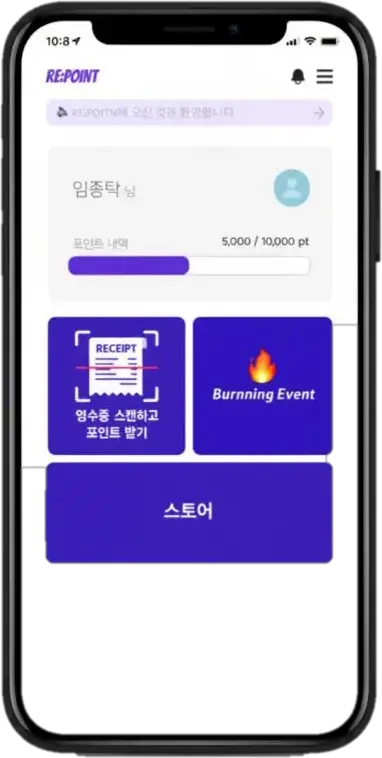 10:8
RE:POINT
RE:POITN에 오신 것을 환영합니다
임종탁 님
포인트 내역
5,000 / 10,000 pt
RECEIPT
영수중 스캔하고
포인트 받기
Burnning Event
스토어